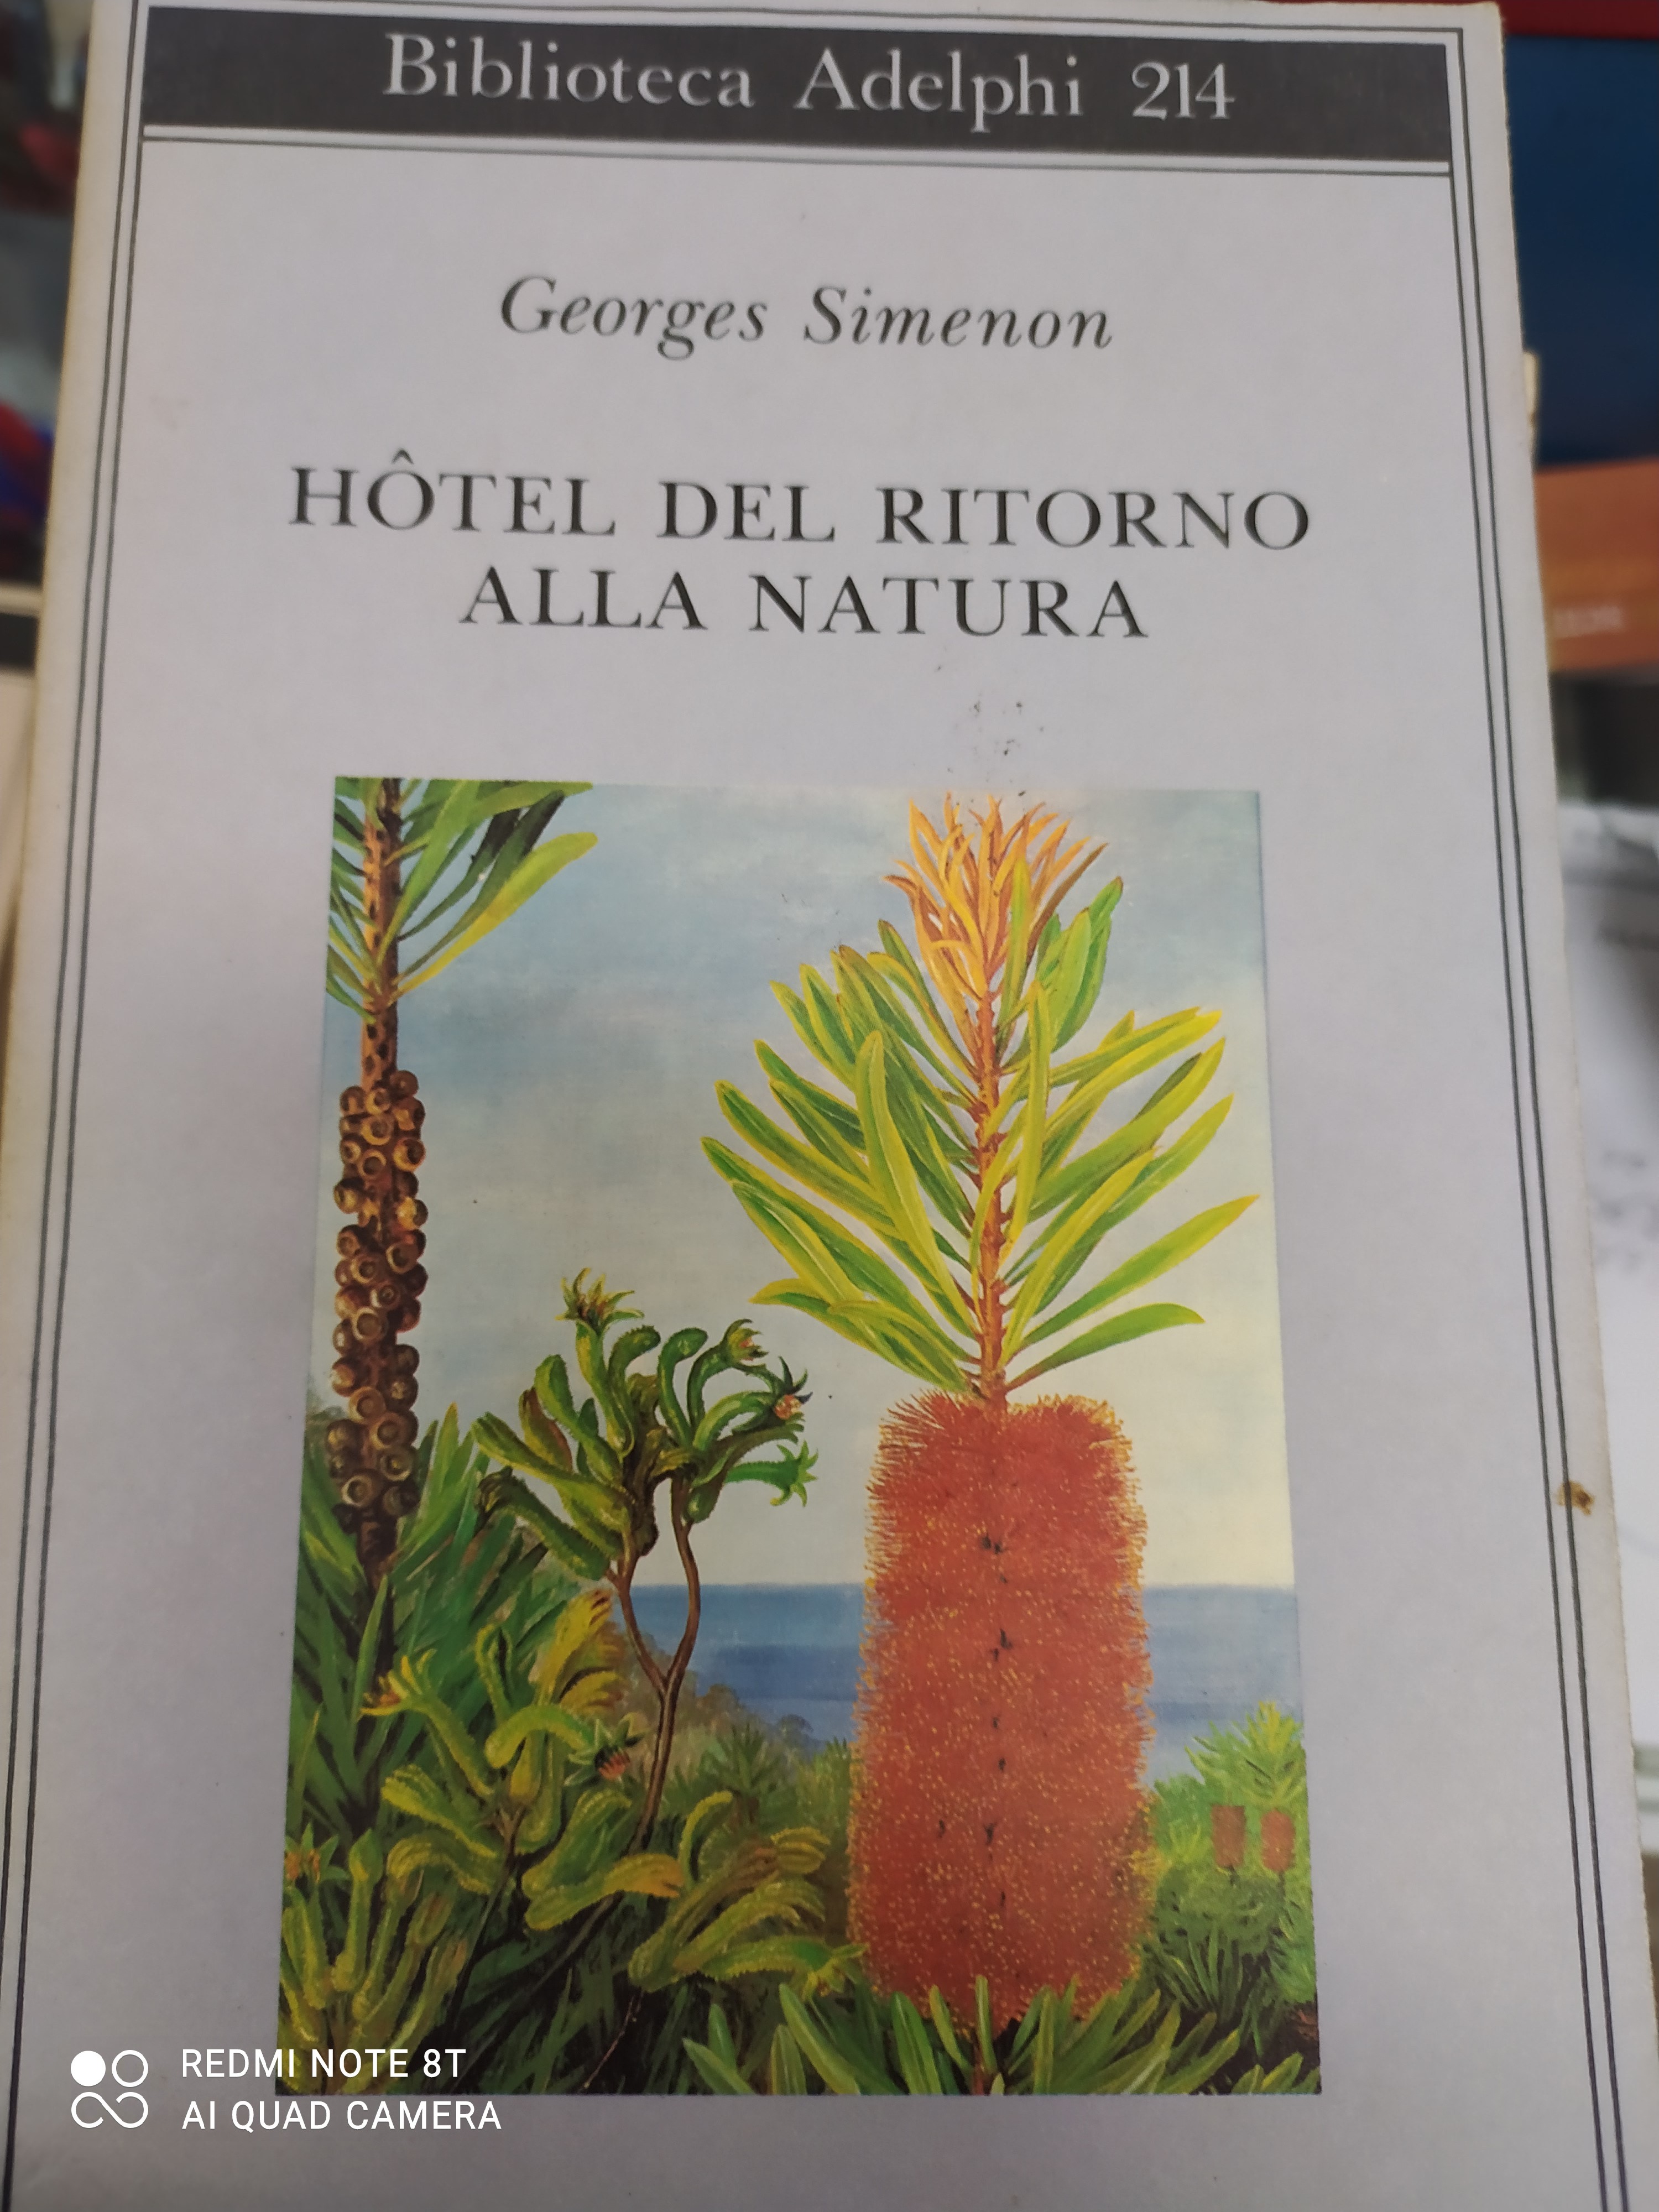 Biblioteca Adelphi 214
Georges Simenon
HÔTEL DEL RITORNO
ALLA NATURA
REDMI NOTE 8T
AI QUAD CAMERA